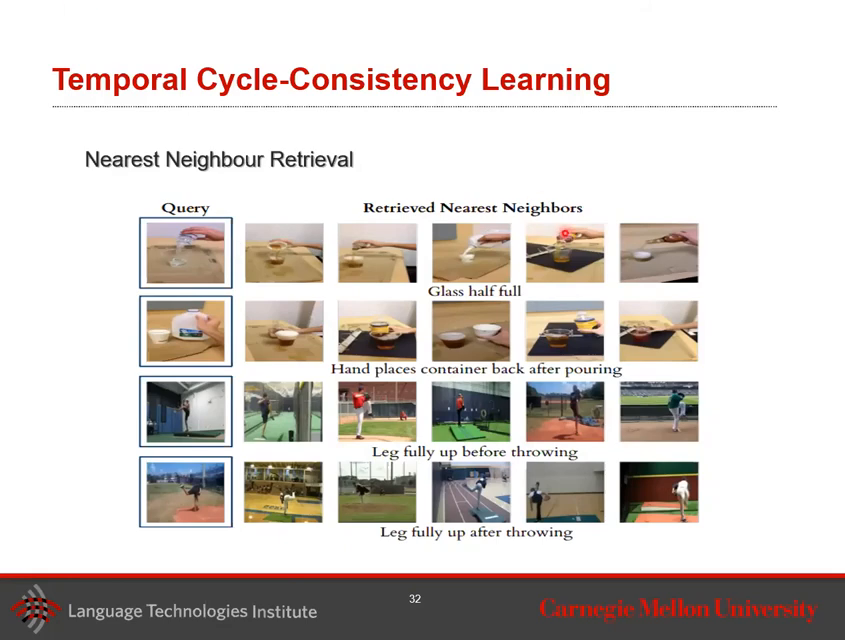 Temporal Cycle-Consistency Learning
Nearest Neighbour Retrieval
Query Retrieved Nearest Neighbors
Glass half full
Hand places container back after pouring
Leg fully up before throwing
Leg fully up after throwing
Language Technologies Institute 32 Carnegie Mellon University